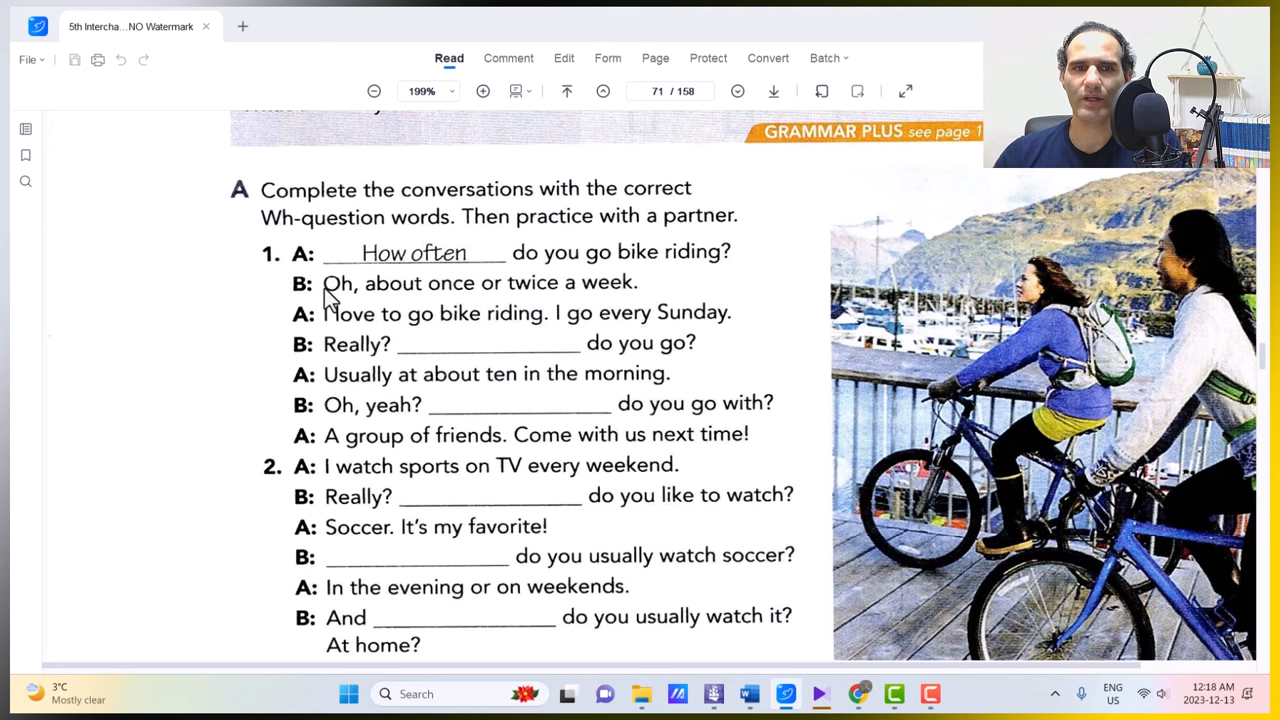 5th Intercha...NO Watermark
File
Read Comment Edit Form Page Protect Convert Batch
199% 71 / 158
GRAMMAR PLUS see page 1
A Complete the conversations with the correct
Wh-question words. Then practice with a partner.
1. A: How often do you go bike riding?
B: Oh, about once or twice a week.
A: I love to go bike riding. I go every Sunday.
B: Really? ____________ do you go?
A: Usually at about ten in the morning.
B: Oh, yeah? ____________ do you go with?
A: A group of friends. Come with us next time!
2. A: I watch sports on TV every weekend.
B: Really? ____________ do you like to watch?
A: Soccer. It's my favorite!
B: ____________ do you usually watch soccer?
A: In the evening or on weekends.
B: And ____________ do you usually watch it?
At home?
3°C
Mostly clear
Search
ENG
US
12:18 AM
2023-12-13